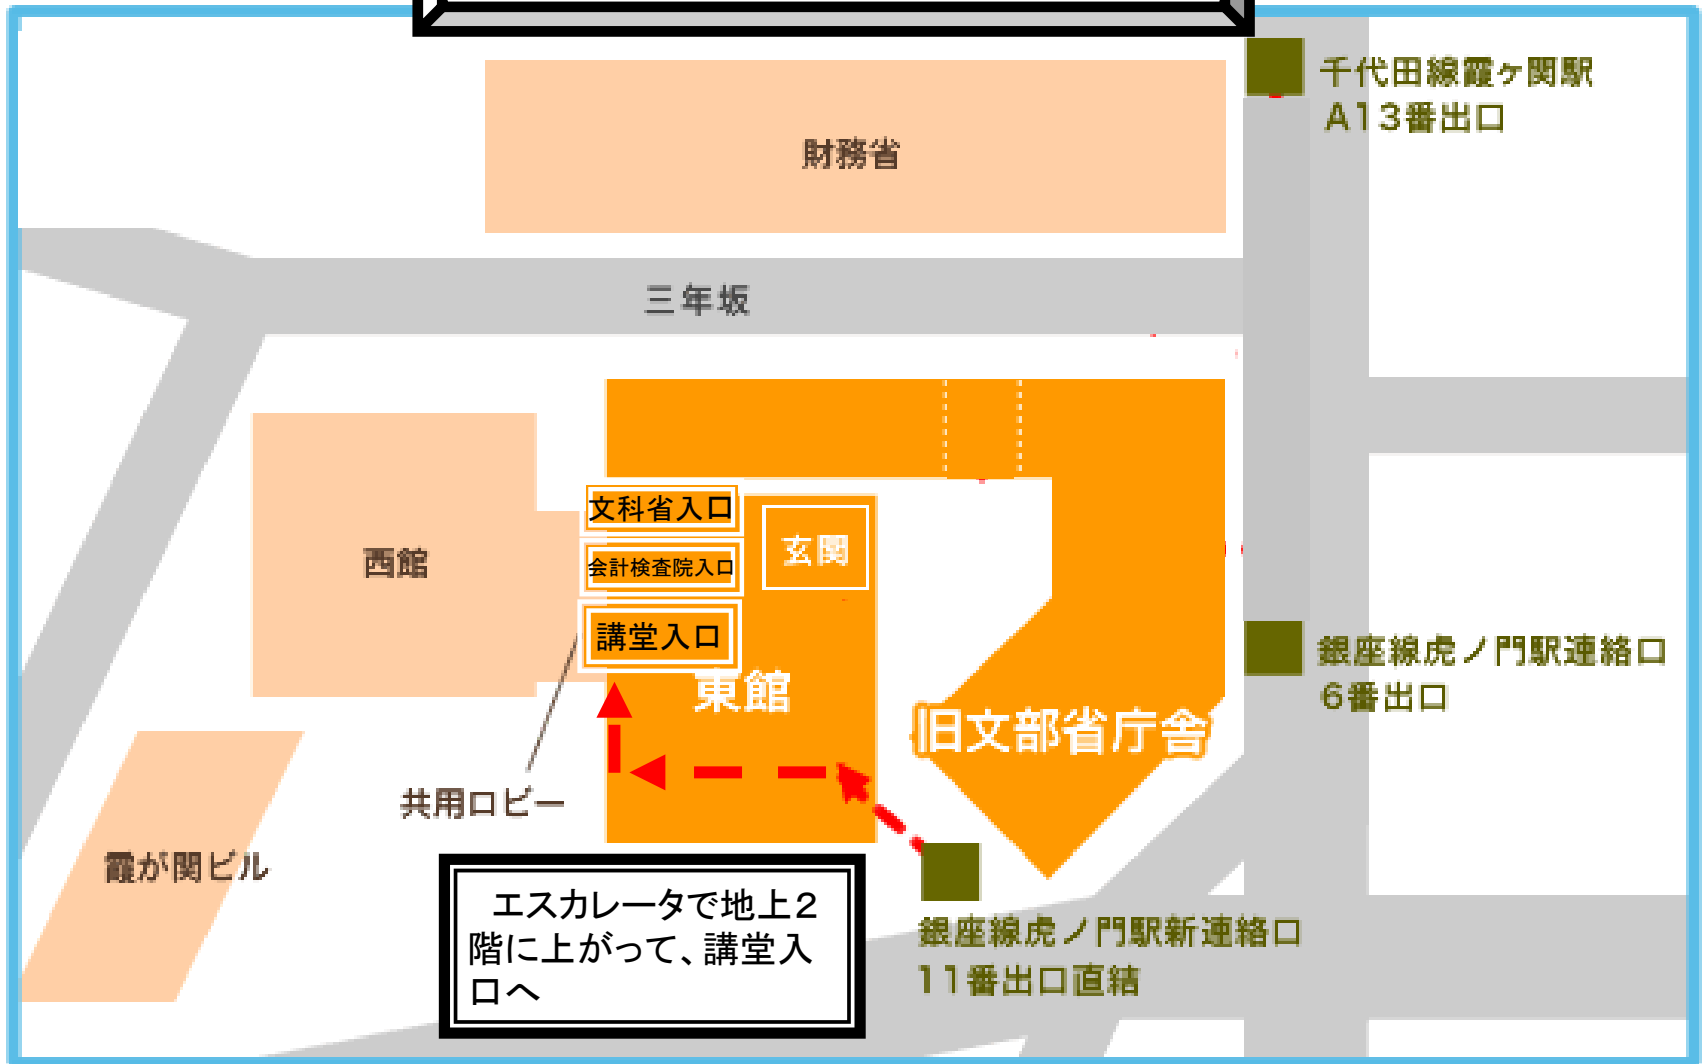 千代田線霞ヶ関駅
A13番出口
財務省
三年坂
文科省入口
玄関
西館
会計検査院入口
講堂入口
銀座線虎ノ門駅連絡口
6番出口
東館
旧文部省庁舎
共用ロビー
霞が関ビル
エスカレータで地上2
階に上がって、講堂入
口へ
銀座線虎ノ門駅新連絡口
11番出口直結